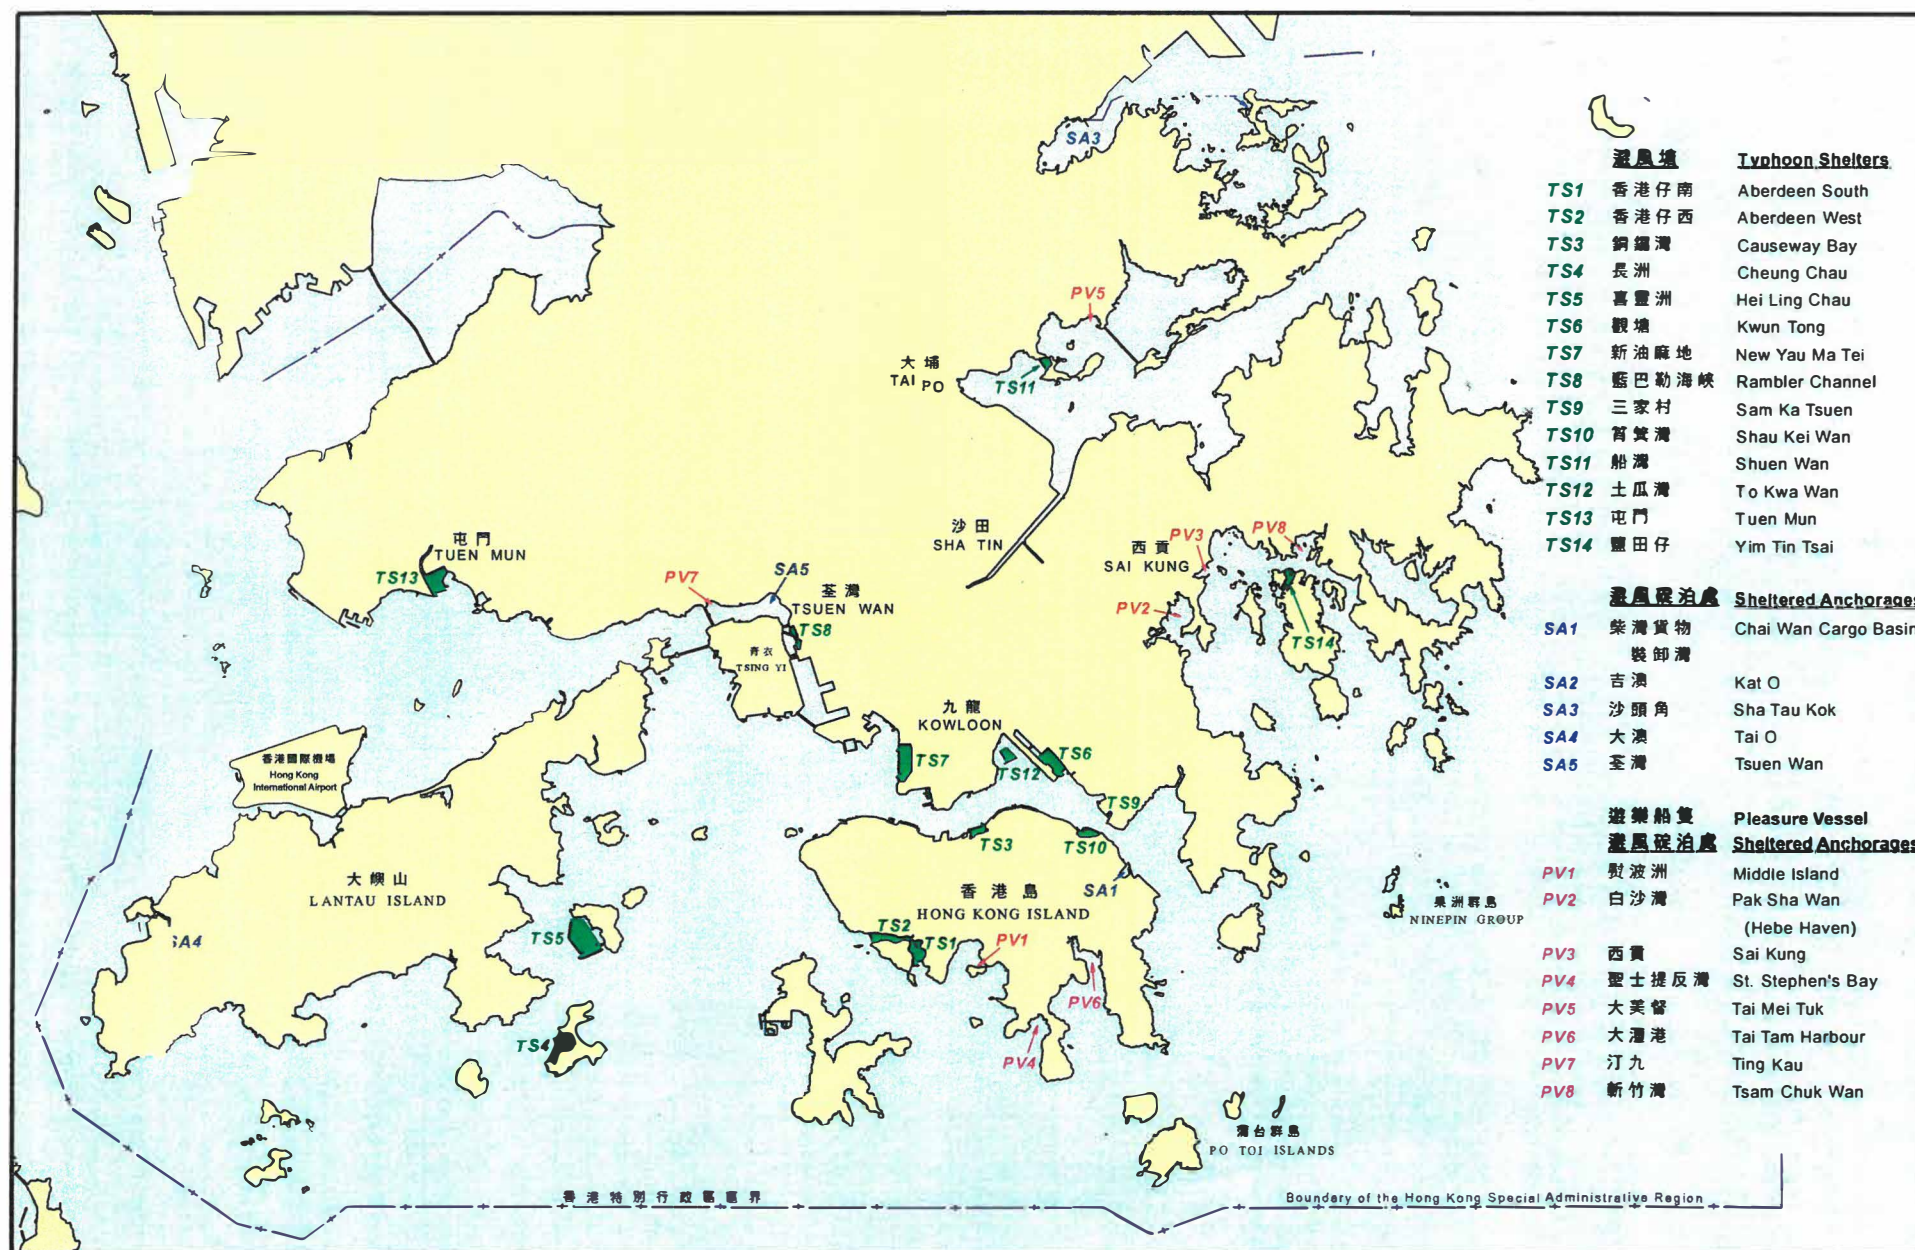 SA3
PV5
大埔
TAI PO
TS11
沙田
SHA TIN
西貢
SAI KUNG
PV3
PV8
PV2
TS14
屯門
TUEN MUN
TS13
PV7
SA5
荃灣
TSUEN WAN
TS8
青衣
TSING YI
九龍
KOWLOON
TS7
TS12
TS6
TS9
香港國際機場
Hong Kong
International Airport
大嶼山
LANTAU ISLAND
SA4
TS5
TS4
TS3
TS10
SA1
香港島
HONG KONG ISLAND
TS2
TS1
PV1
PV6
PV4
果洲群島
NINEPIN GROUP
蒲台群島
PO TOI ISLANDS
香港特別行政區區界
Boundary of the Hong Kong Special Administrative Region
避風塘 Typhoon Shelters
TS1 香港仔南 Aberdeen South
TS2 香港仔西 Aberdeen West
TS3 銅鑼灣 Causeway Bay
TS4 長洲 Cheung Chau
TS5 喜靈洲 Hei Ling Chau
TS6 觀塘 Kwun Tong
TS7 新油麻地 New Yau Ma Tei
TS8 藍巴勒海峽 Rambler Channel
TS9 三家村 Sam Ka Tsuen
TS10 筲箕灣 Shau Kei Wan
TS11 船灣 Shuen Wan
TS12 土瓜灣 To Kwa Wan
TS13 屯門 Tuen Mun
TS14 鹽田仔 Yim Tin Tsai
避風碇泊處 Sheltered Anchorages
SA1 柴灣貨物 Chai Wan Cargo Basin
裝卸灣
SA2 吉澳 Kat O
SA3 沙頭角 Sha Tau Kok
SA4 大澳 Tai O
SA5 荃灣 Tsuen Wan
遊樂船隻 Pleasure Vessel
避風碇泊處 Sheltered Anchorages
PV1 熨波洲 Middle Island
PV2 白沙灣 Pak Sha Wan
(Hebe Haven)
PV3 西貢 Sai Kung
PV4 聖士提反灣 St. Stephen's Bay
PV5 大美督 Tai Mei Tuk
PV6 大潭港 Tai Tam Harbour
PV7 汀九 Ting Kau
PV8 斬竹灣 Tsam Chuk Wan